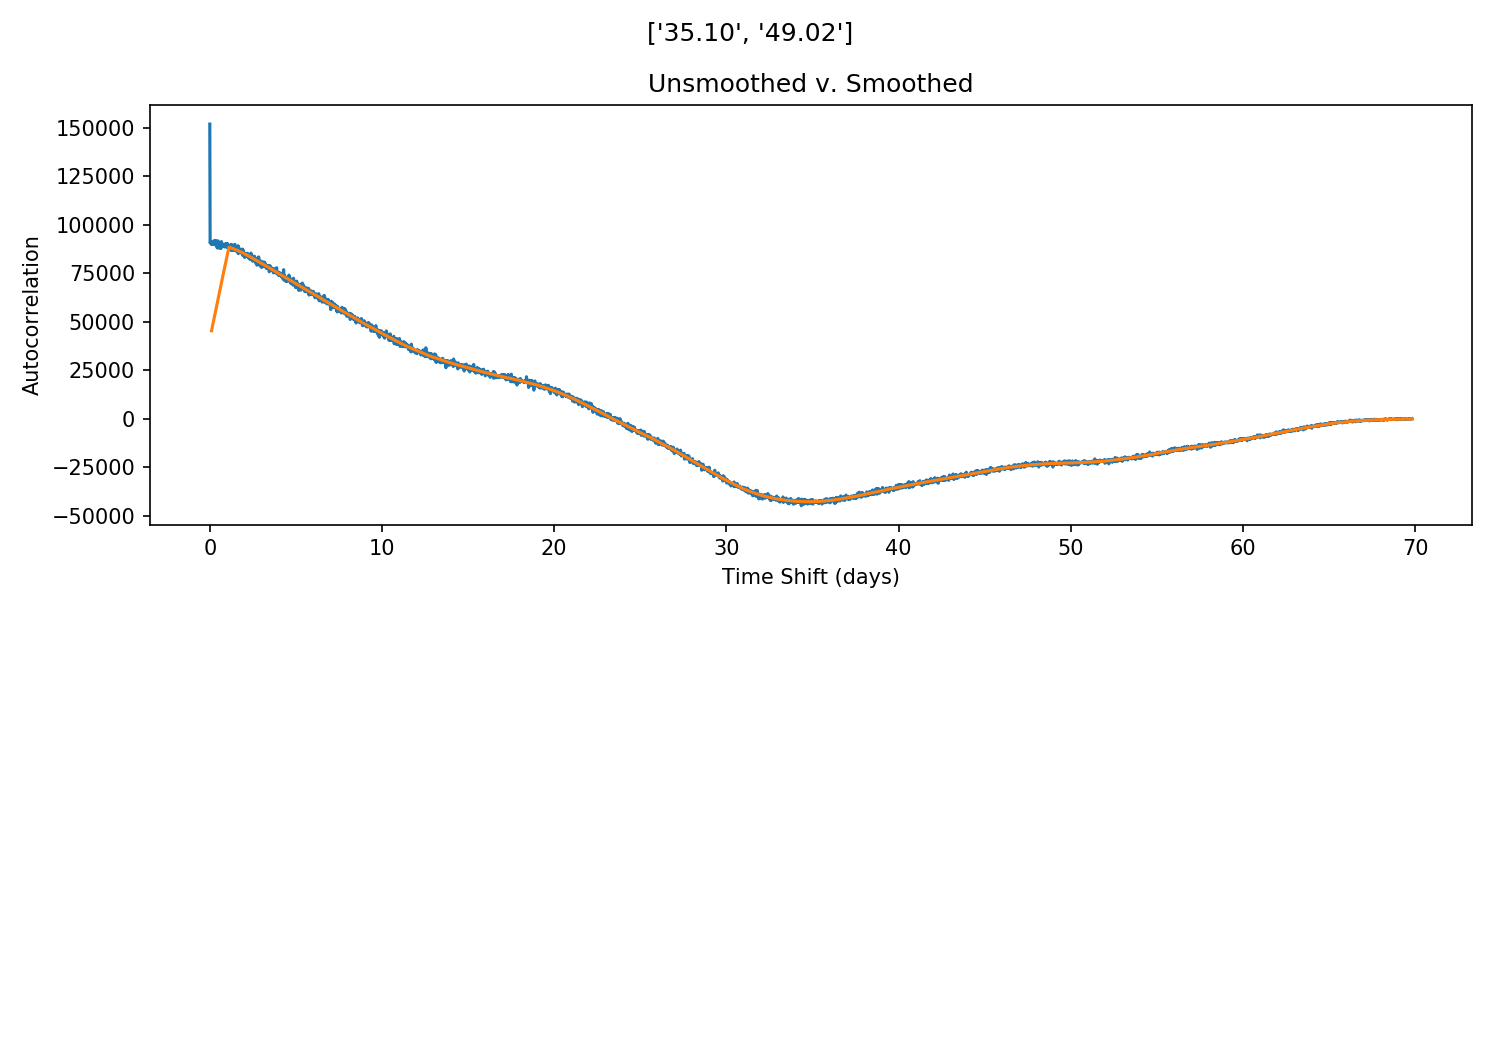 ['35.10', '49.02']
Unsmoothed v. Smoothed
150000
125000
100000
75000
50000
25000
0
−25000
−50000
Autocorrelation
0 10 20 30 40 50 60 70
Time Shift (days)